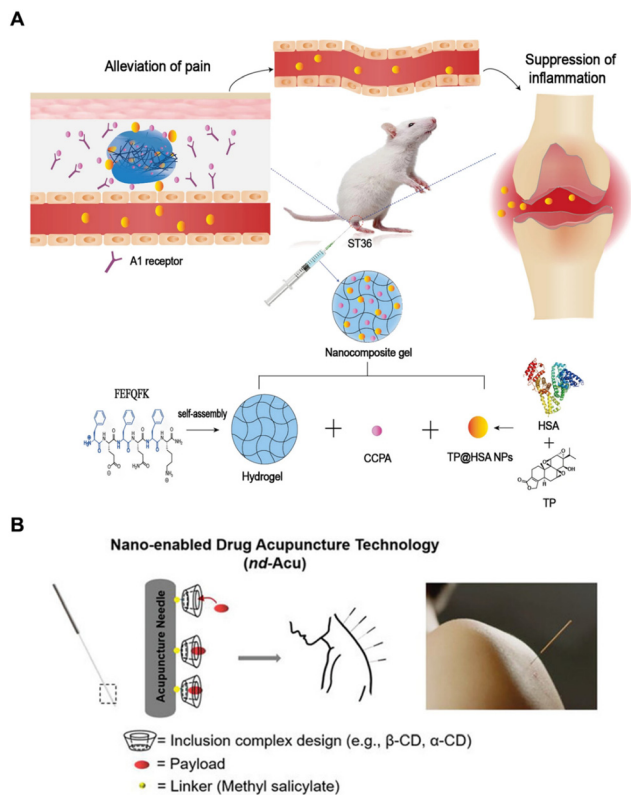 A
Alleviation of pain
Suppression of
inflammation
A1 receptor
ST36
Nanocomposite gel
FEFQFK
self-assembly
Hydrogel
+
CCPA
+
TP@HSA NPs
HSA
+
TP
B
Nano-enabled Drug Acupuncture Technology
(nd-Acu)
Acupuncture Needle
= Inclusion complex design (e.g., β-CD, α-CD)
= Payload
= Linker (Methyl salicylate)